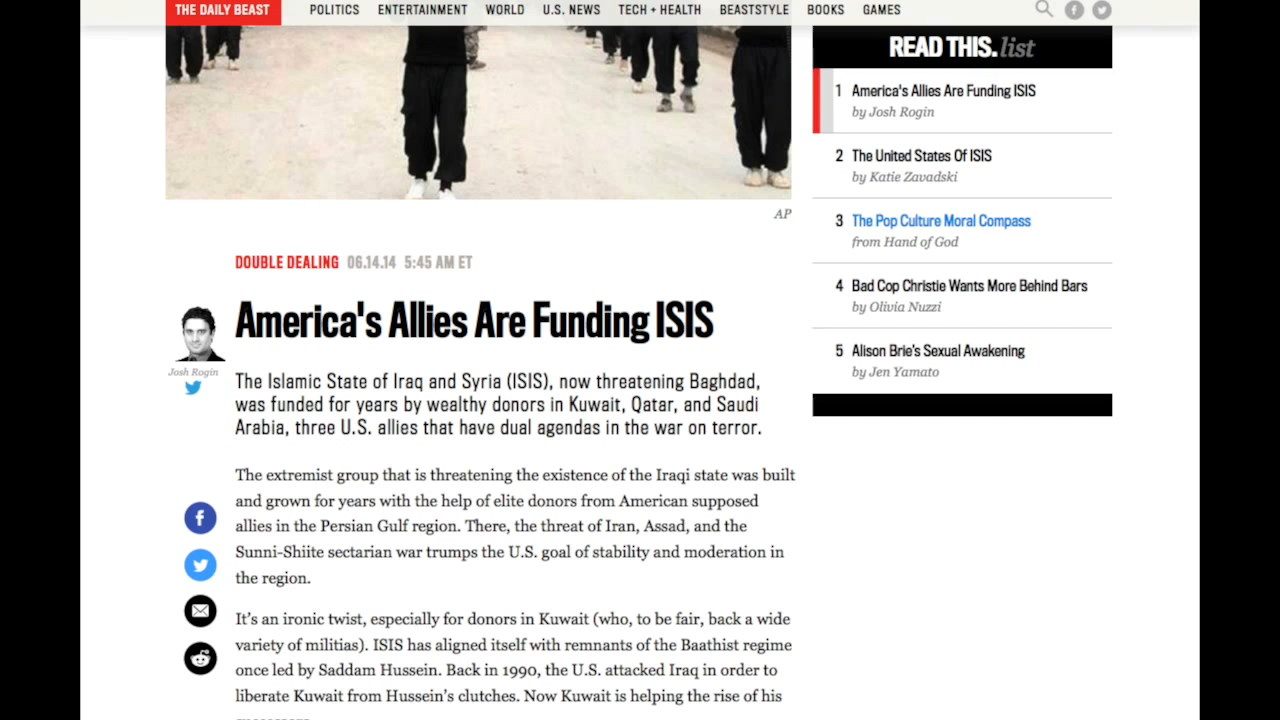 THE DAILY BEAST
POLITICS ENTERTAINMENT WORLD U.S. NEWS TECH + HEALTH BEASTSTYLE BOOKS GAMES
AP
DOUBLE DEALING 06.14.14 5:45 AM ET
America's Allies Are Funding ISIS
Josh Rogin
The Islamic State of Iraq and Syria (ISIS), now threatening Baghdad,
was funded for years by wealthy donors in Kuwait, Qatar, and Saudi
Arabia, three U.S. allies that have dual agendas in the war on terror.
The extremist group that is threatening the existence of the Iraqi state was built
and grown for years with the help of elite donors from American supposed
allies in the Persian Gulf region. There, the threat of Iran, Assad, and the
Sunni-Shiite sectarian war trumps the U.S. goal of stability and moderation in
the region.
It's an ironic twist, especially for donors in Kuwait (who, to be fair, back a wide
variety of militias). ISIS has aligned itself with remnants of the Baathist regime
once led by Saddam Hussein. Back in 1990, the U.S. attacked Iraq in order to
liberate Kuwait from Hussein's clutches. Now Kuwait is helping the rise of his
READ THIS. list
1 America's Allies Are Funding ISIS
by Josh Rogin
2 The United States Of ISIS
by Katie Zavadski
3 The Pop Culture Moral Compass
from Hand of God
4 Bad Cop Christie Wants More Behind Bars
by Olivia Nuzzi
5 Alison Brie's Sexual Awakening
by Jen Yamato